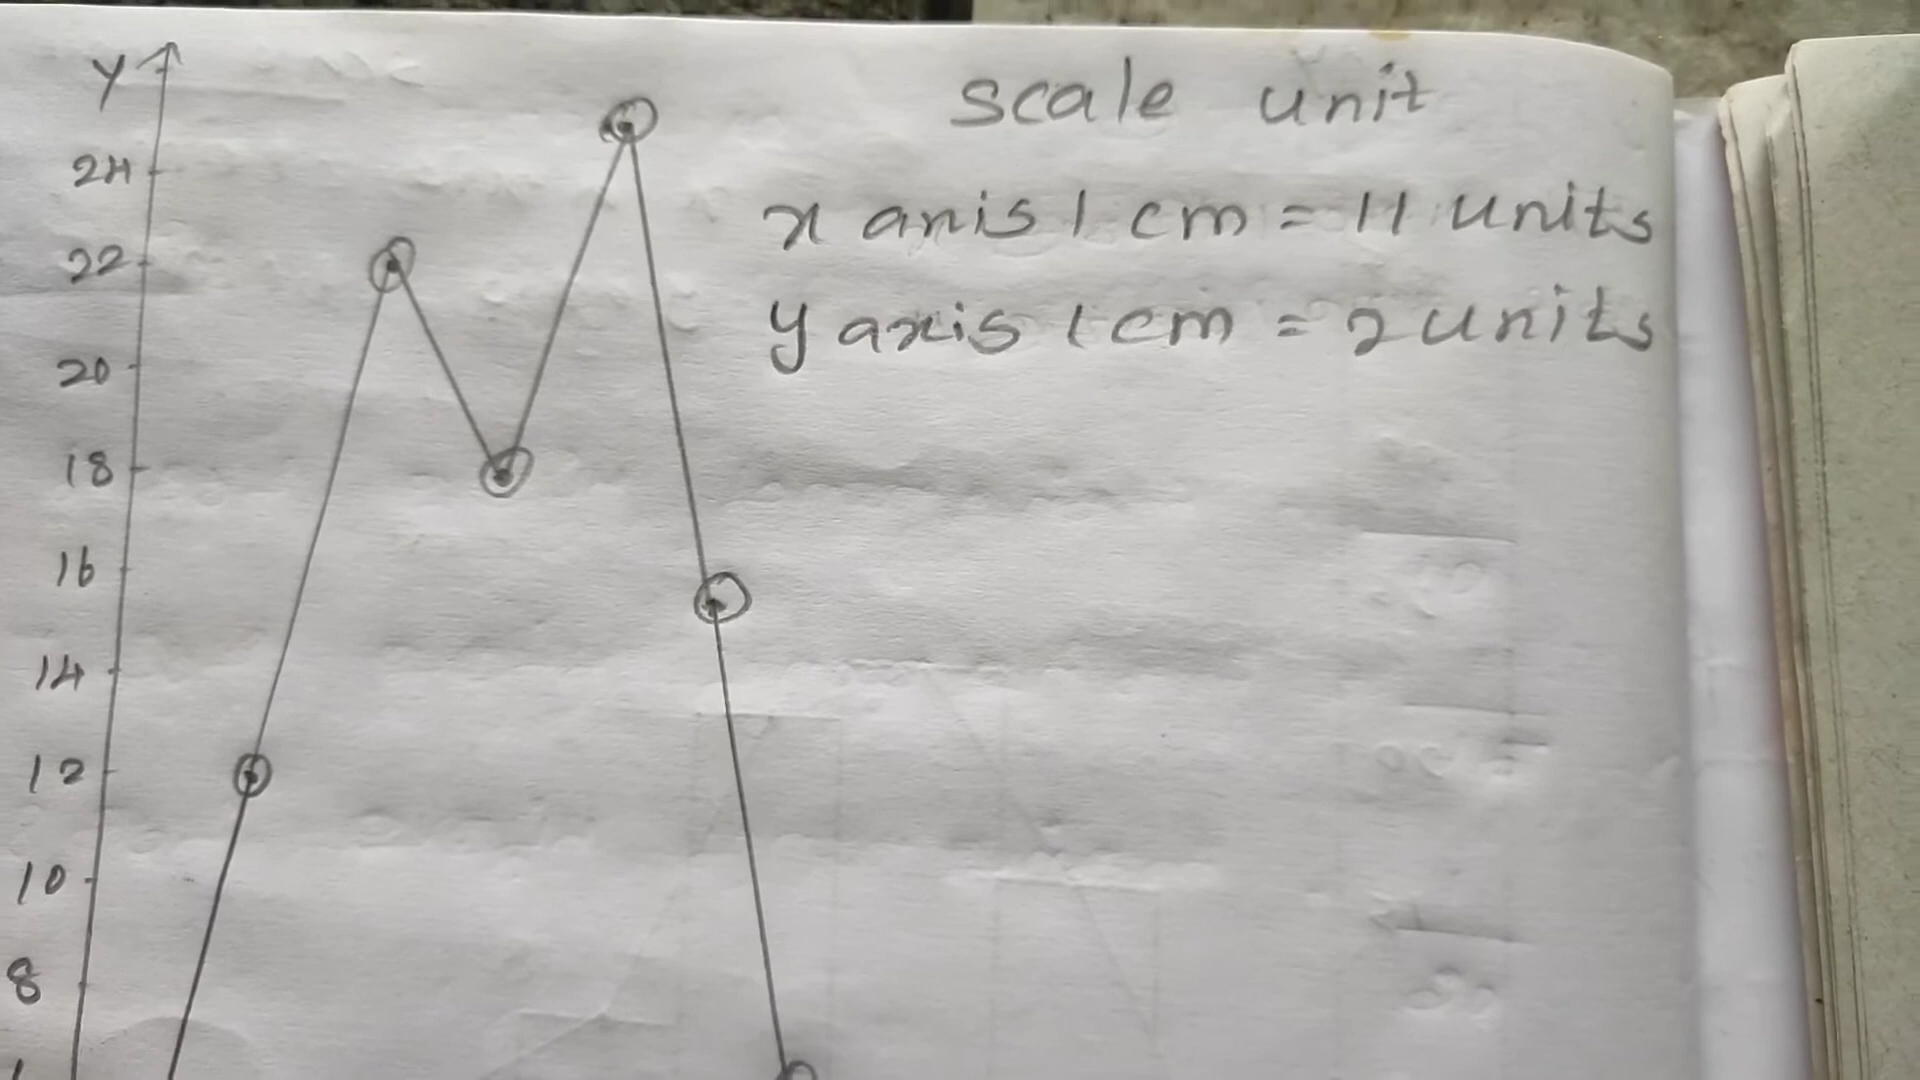 Y
scale unit
24
x axis 1 cm = 11 units
22
y axis 1 cm = 2 units
20
18
16
14
12
10
8